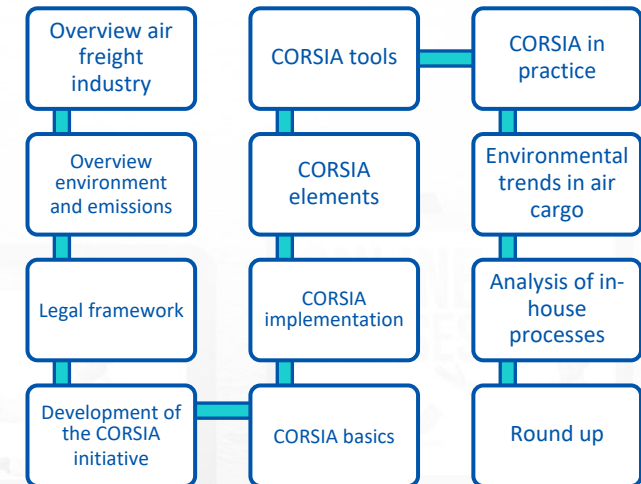 Overview air
freight
industry
Overview
environment
and emissions
Legal framework
Development of
the CORSIA
initiative
CORSIA basics
CORSIA
implementation
CORSIA
elements
CORSIA tools
CORSIA in
practice
Environmental
trends in air
cargo
Analysis of in-
house
processes
Round up